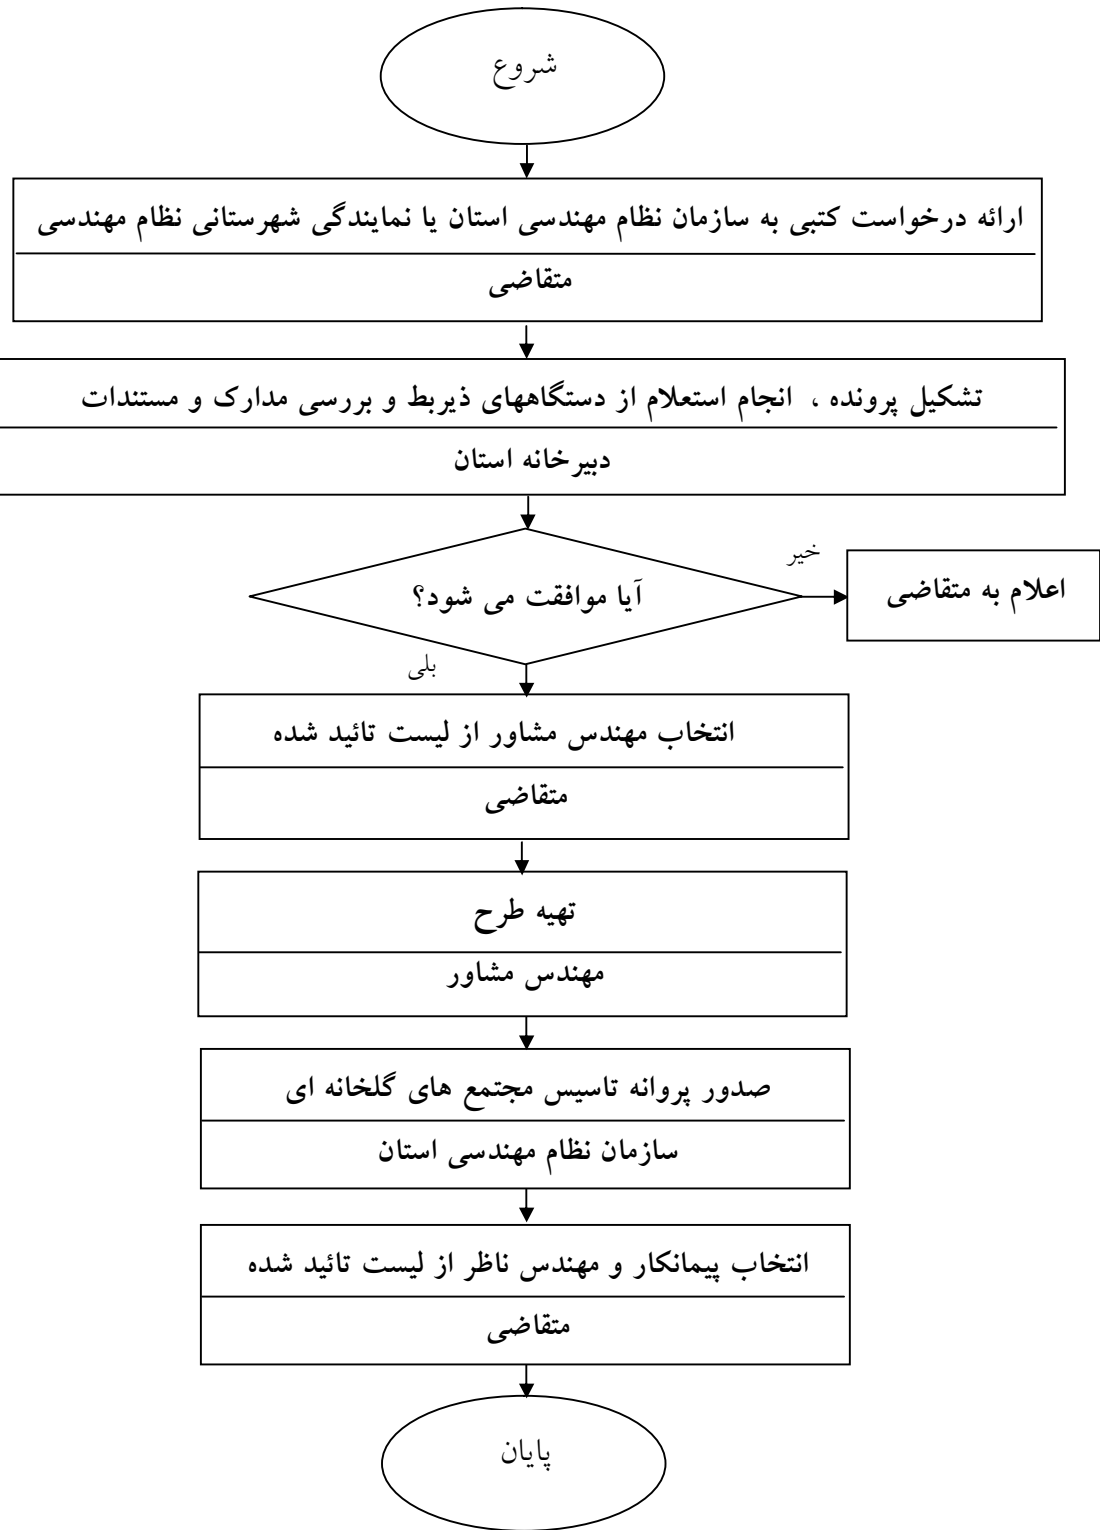 شروع
ارائه درخواست کتبی به سازمان نظام مهندسی استان یا نمایندگی شهرستانی نظام مهندسی
متقاضی
تشکیل پرونده ، انجام استعلام از دستگاههای ذیربط و بررسی مدارک و مستندات
دبیرخانه استان
خیر
آیا موافقت می شود؟
اعلام به متقاضی
بلی
انتخاب مهندس مشاور از لیست تائید شده
متقاضی
تهیه طرح
مهندس مشاور
صدور پروانه تاسیس مجتمع های گلخانه ای
سازمان نظام مهندسی استان
انتخاب پیمانکار و مهندس ناظر از لیست تائید شده
متقاضی
پایان